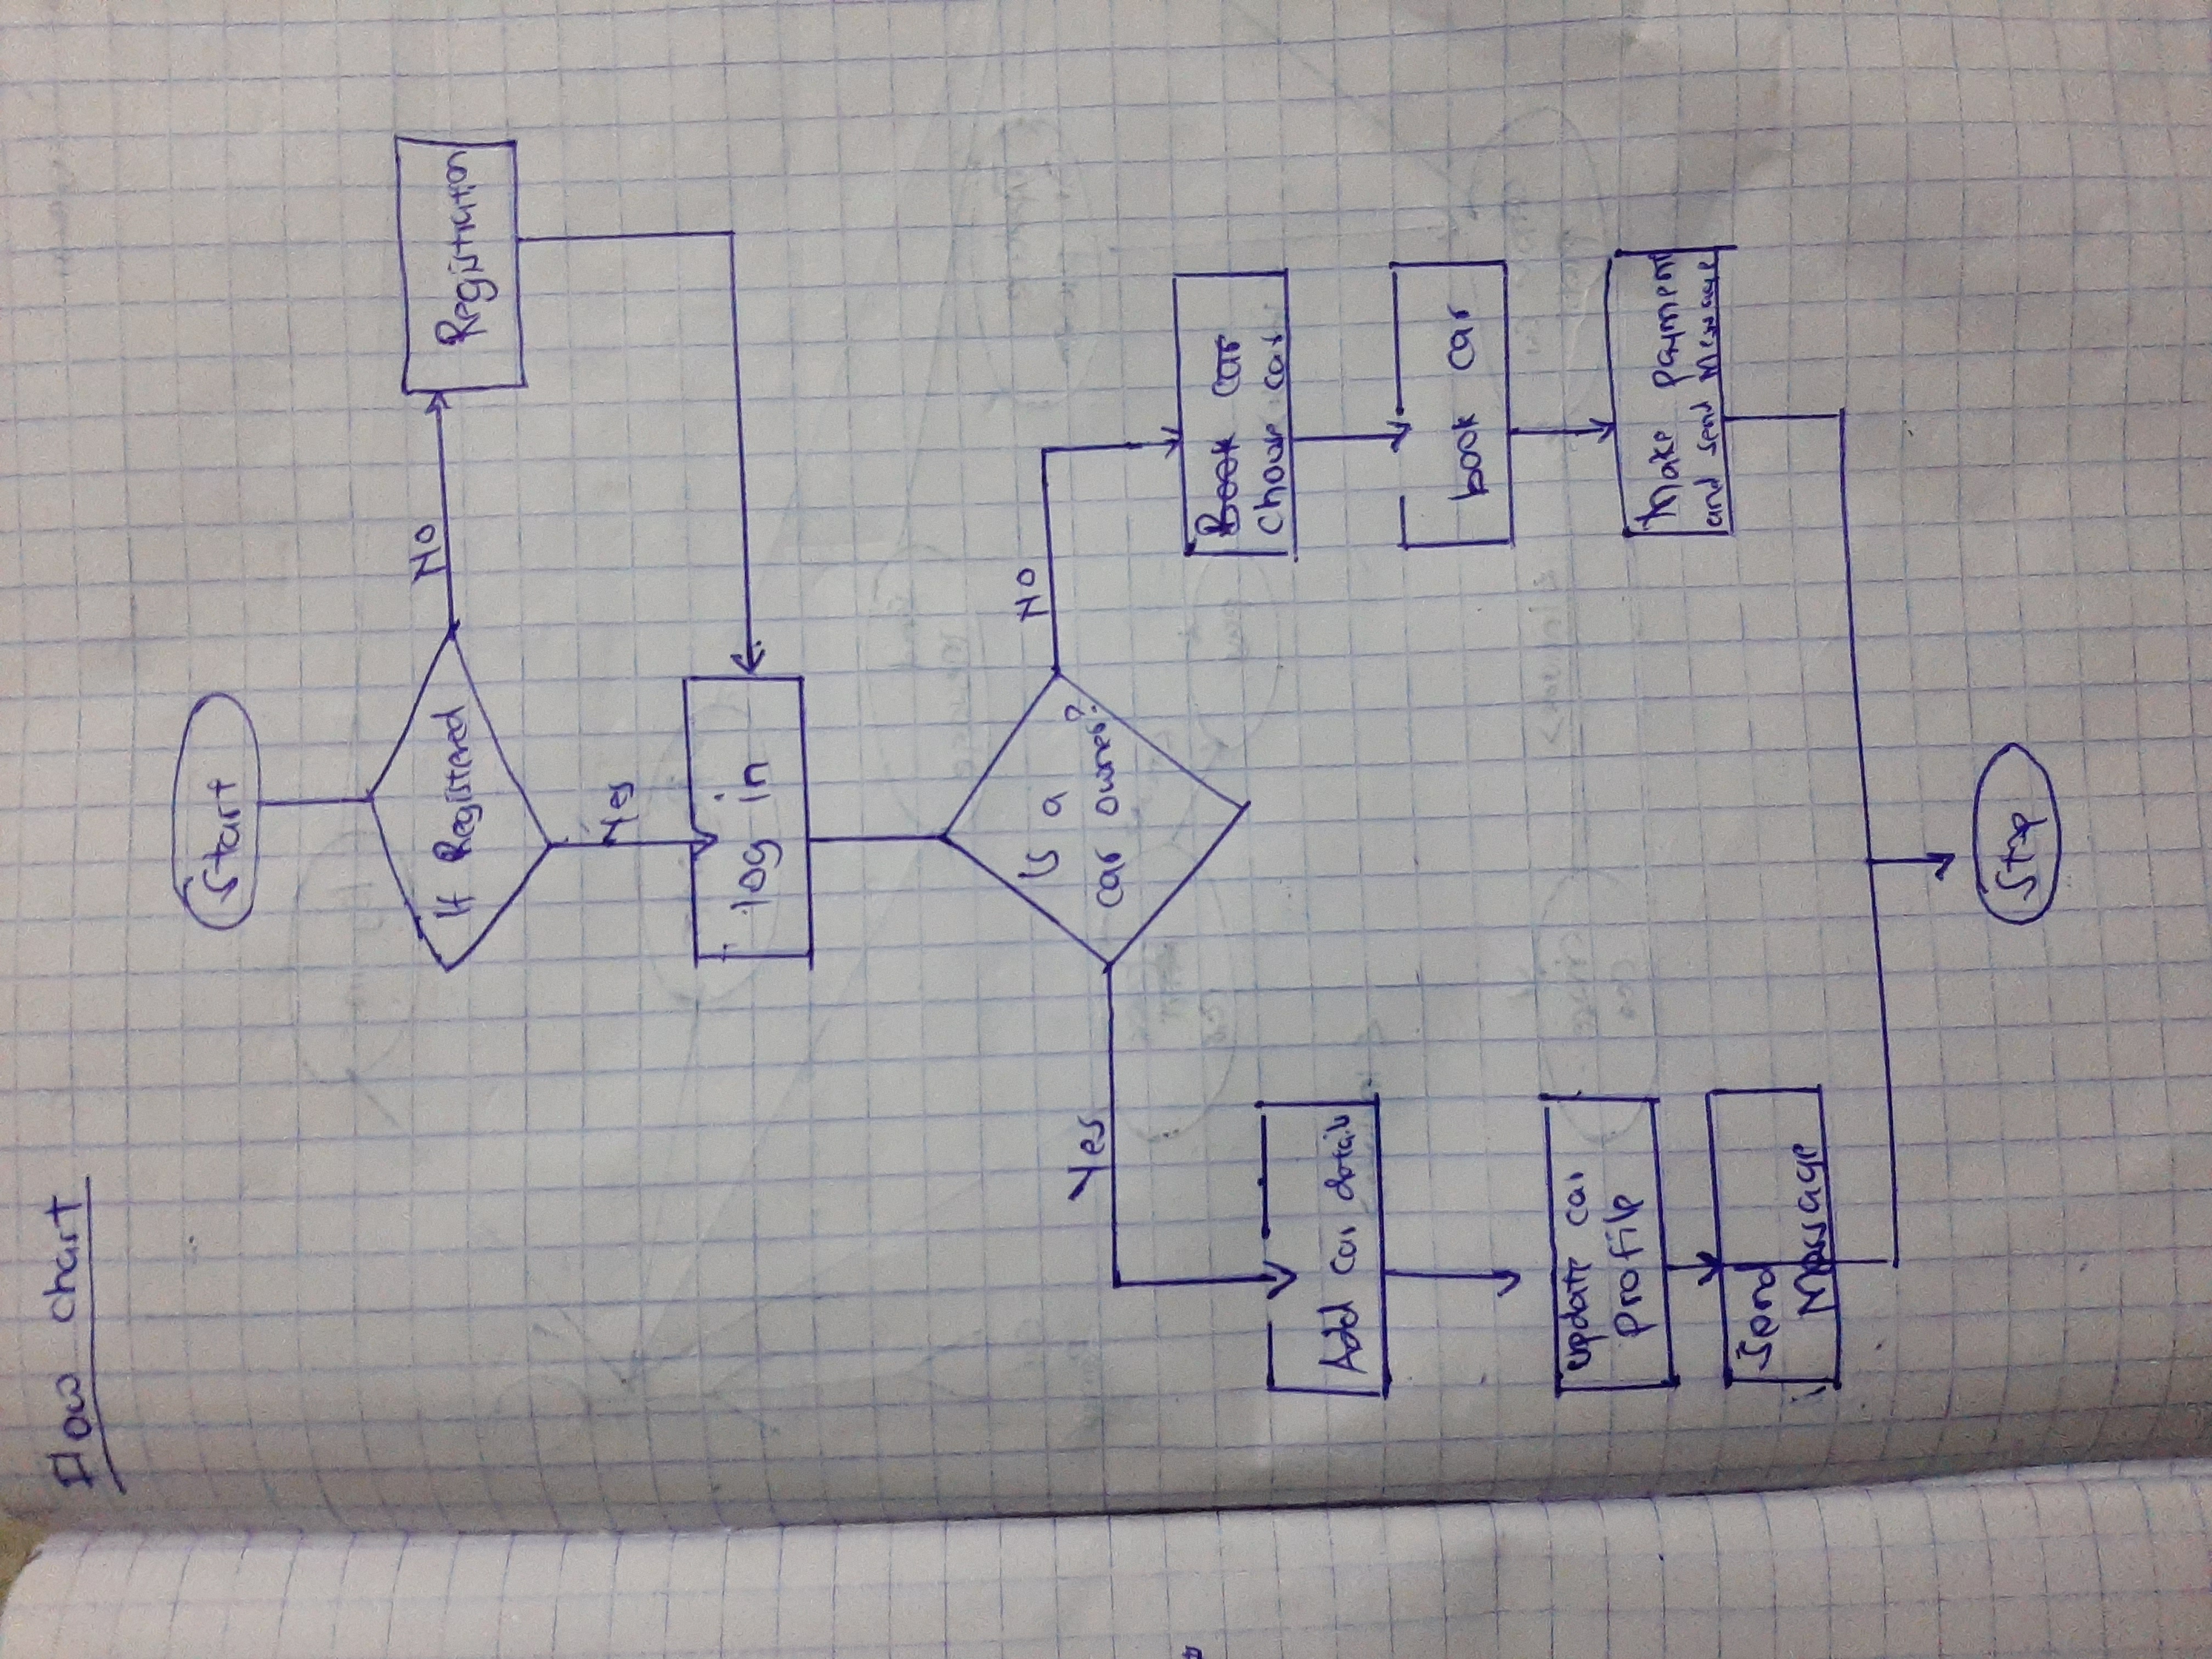 Flow chart
Start
If Registered
NO
Registration
Yes
log in
Is a
car owner?
NO
Yes
Book car
Choose car
Add car details
book car
update car
profile
Make payment
and send Message
Send
Message
Stop